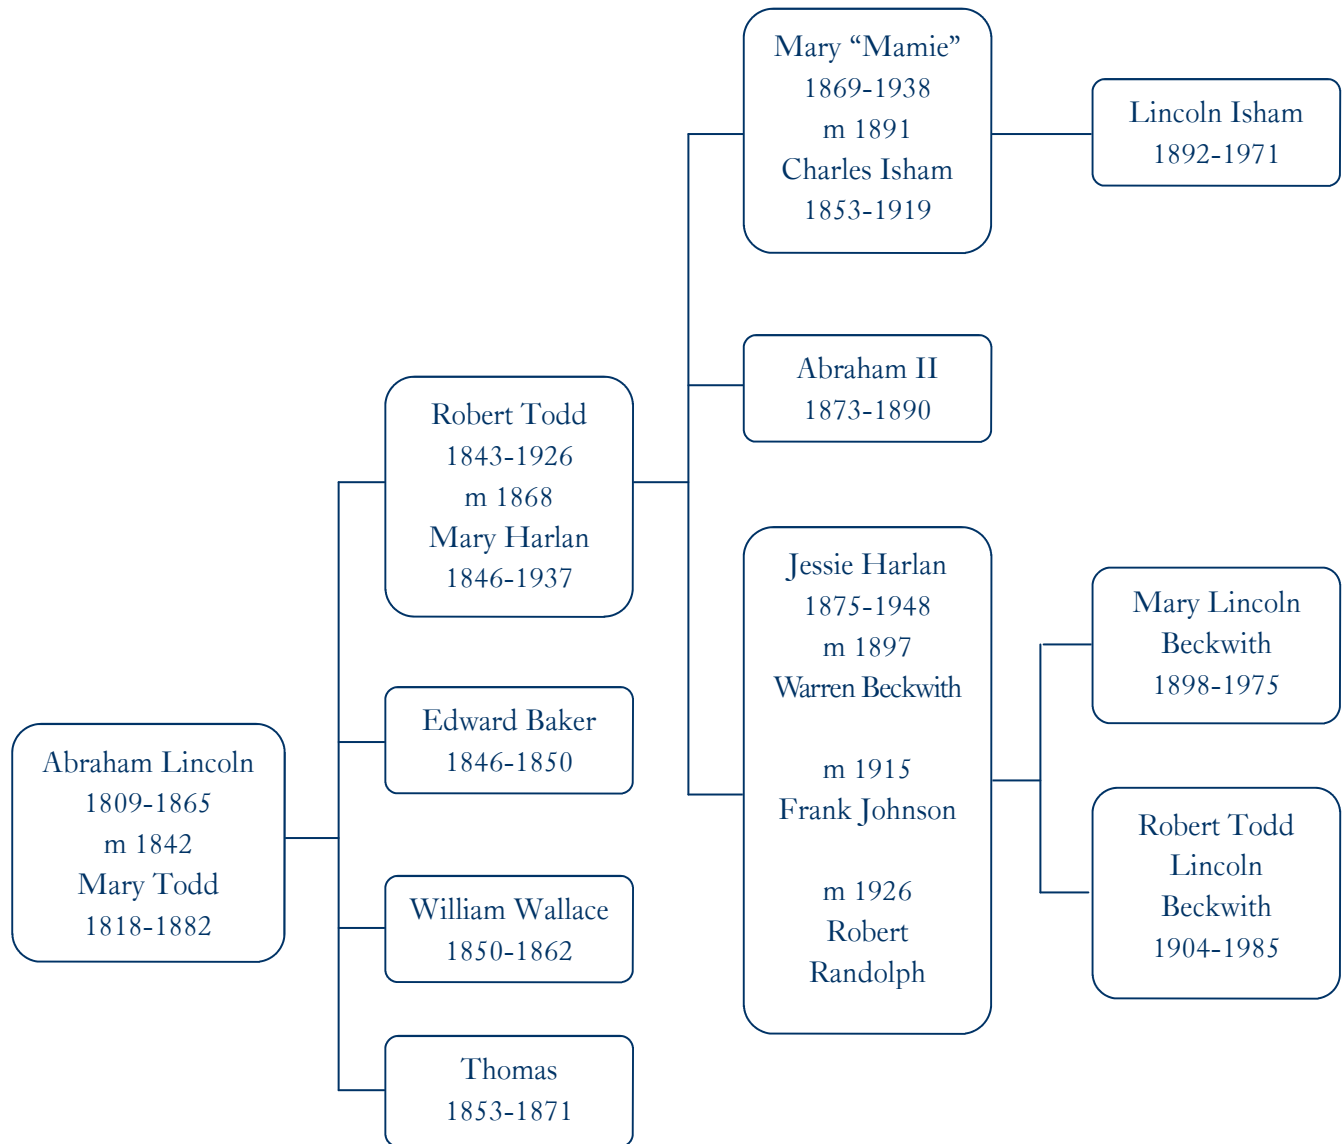 Abraham Lincoln
1809-1865
m 1842
Mary Todd
1818-1882
Robert Todd
1843-1926
m 1868
Mary Harlan
1846-1937
Edward Baker
1846-1850
William Wallace
1850-1862
Thomas
1853-1871
Mary “Mamie”
1869-1938
m 1891
Charles Isham
1853-1919
Abraham II
1873-1890
Jessie Harlan
1875-1948
m 1897
Warren Beckwith
m 1915
Frank Johnson
m 1926
Robert
Randolph
Lincoln Isham
1892-1971
Mary Lincoln
Beckwith
1898-1975
Robert Todd
Lincoln
Beckwith
1904-1985